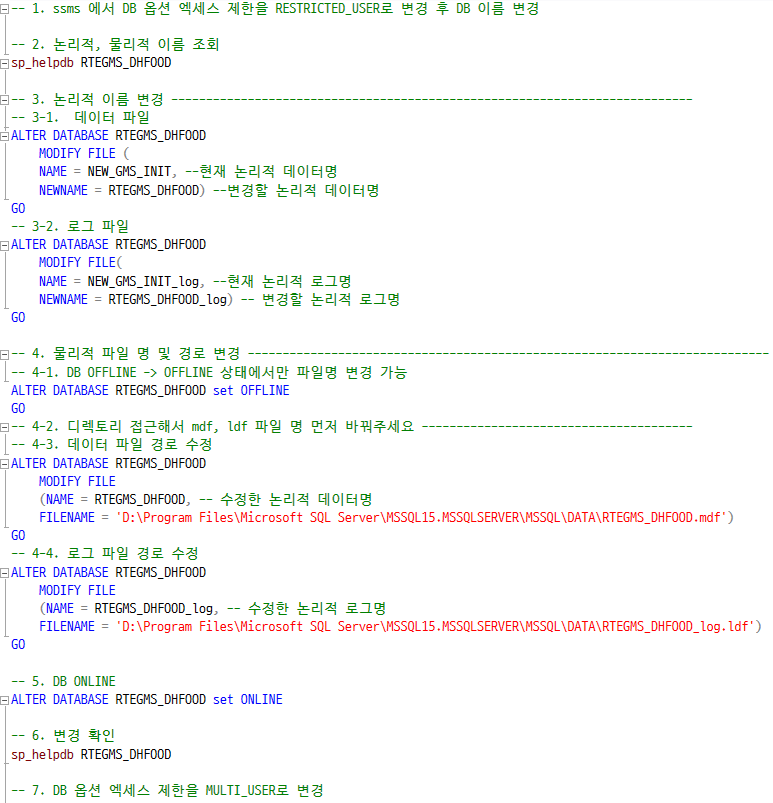 -- 1. ssms 에서 DB 옵션 엑세스 제한을 RESTRICTED_USER로 변경 후 DB 이름 변경
-- 2. 논리적, 물리적 이름 조회
sp_helpdb RTEGMS_DHFOOD
-- 3. 논리적 이름 변경 ---------------------------------------------------------------------------
-- 3-1.  데이터 파일
ALTER DATABASE RTEGMS_DHFOOD
    MODIFY FILE (
    NAME = NEW_GMS_INIT, --현재 논리적 데이터명
    NEWNAME = RTEGMS_DHFOOD) --변경할 논리적 데이터명
GO
-- 3-2. 로그 파일
ALTER DATABASE RTEGMS_DHFOOD
    MODIFY FILE(
    NAME = NEW_GMS_INIT_log, --현재 논리적 로그명
    NEWNAME = RTEGMS_DHFOOD_log) -- 변경할 논리적 로그명
GO
-- 4. 물리적 파일 명 및 경로 변경 ---------------------------------------------------------------------------
-- 4-1. DB OFFLINE -> OFFLINE 상태에서만 파일명 변경 가능
ALTER DATABASE RTEGMS_DHFOOD set OFFLINE
GO
-- 4-2. 디렉토리 접근해서 mdf, ldf 파일 명 먼저 바꿔주세요 ---------------------------------------
-- 4-3. 데이터 파일 경로 수정
ALTER DATABASE RTEGMS_DHFOOD
    MODIFY FILE
    (NAME = RTEGMS_DHFOOD, -- 수정한 논리적 데이터명
    FILENAME = 'D:\Program Files\Microsoft SQL Server\MSSQL15.MSSQLSERVER\MSSQL\DATA\RTEGMS_DHFOOD.mdf')
GO
-- 4-4. 로그 파일 경로 수정
ALTER DATABASE RTEGMS_DHFOOD
    MODIFY FILE
    (NAME = RTEGMS_DHFOOD_log, -- 수정한 논리적 로그명
    FILENAME = 'D:\Program Files\Microsoft SQL Server\MSSQL15.MSSQLSERVER\MSSQL\DATA\RTEGMS_DHFOOD_log.ldf')
GO
-- 5. DB ONLINE
ALTER DATABASE RTEGMS_DHFOOD set ONLINE
-- 6. 변경 확인
sp_helpdb RTEGMS_DHFOOD
-- 7. DB 옵션 엑세스 제한을 MULTI_USER로 변경